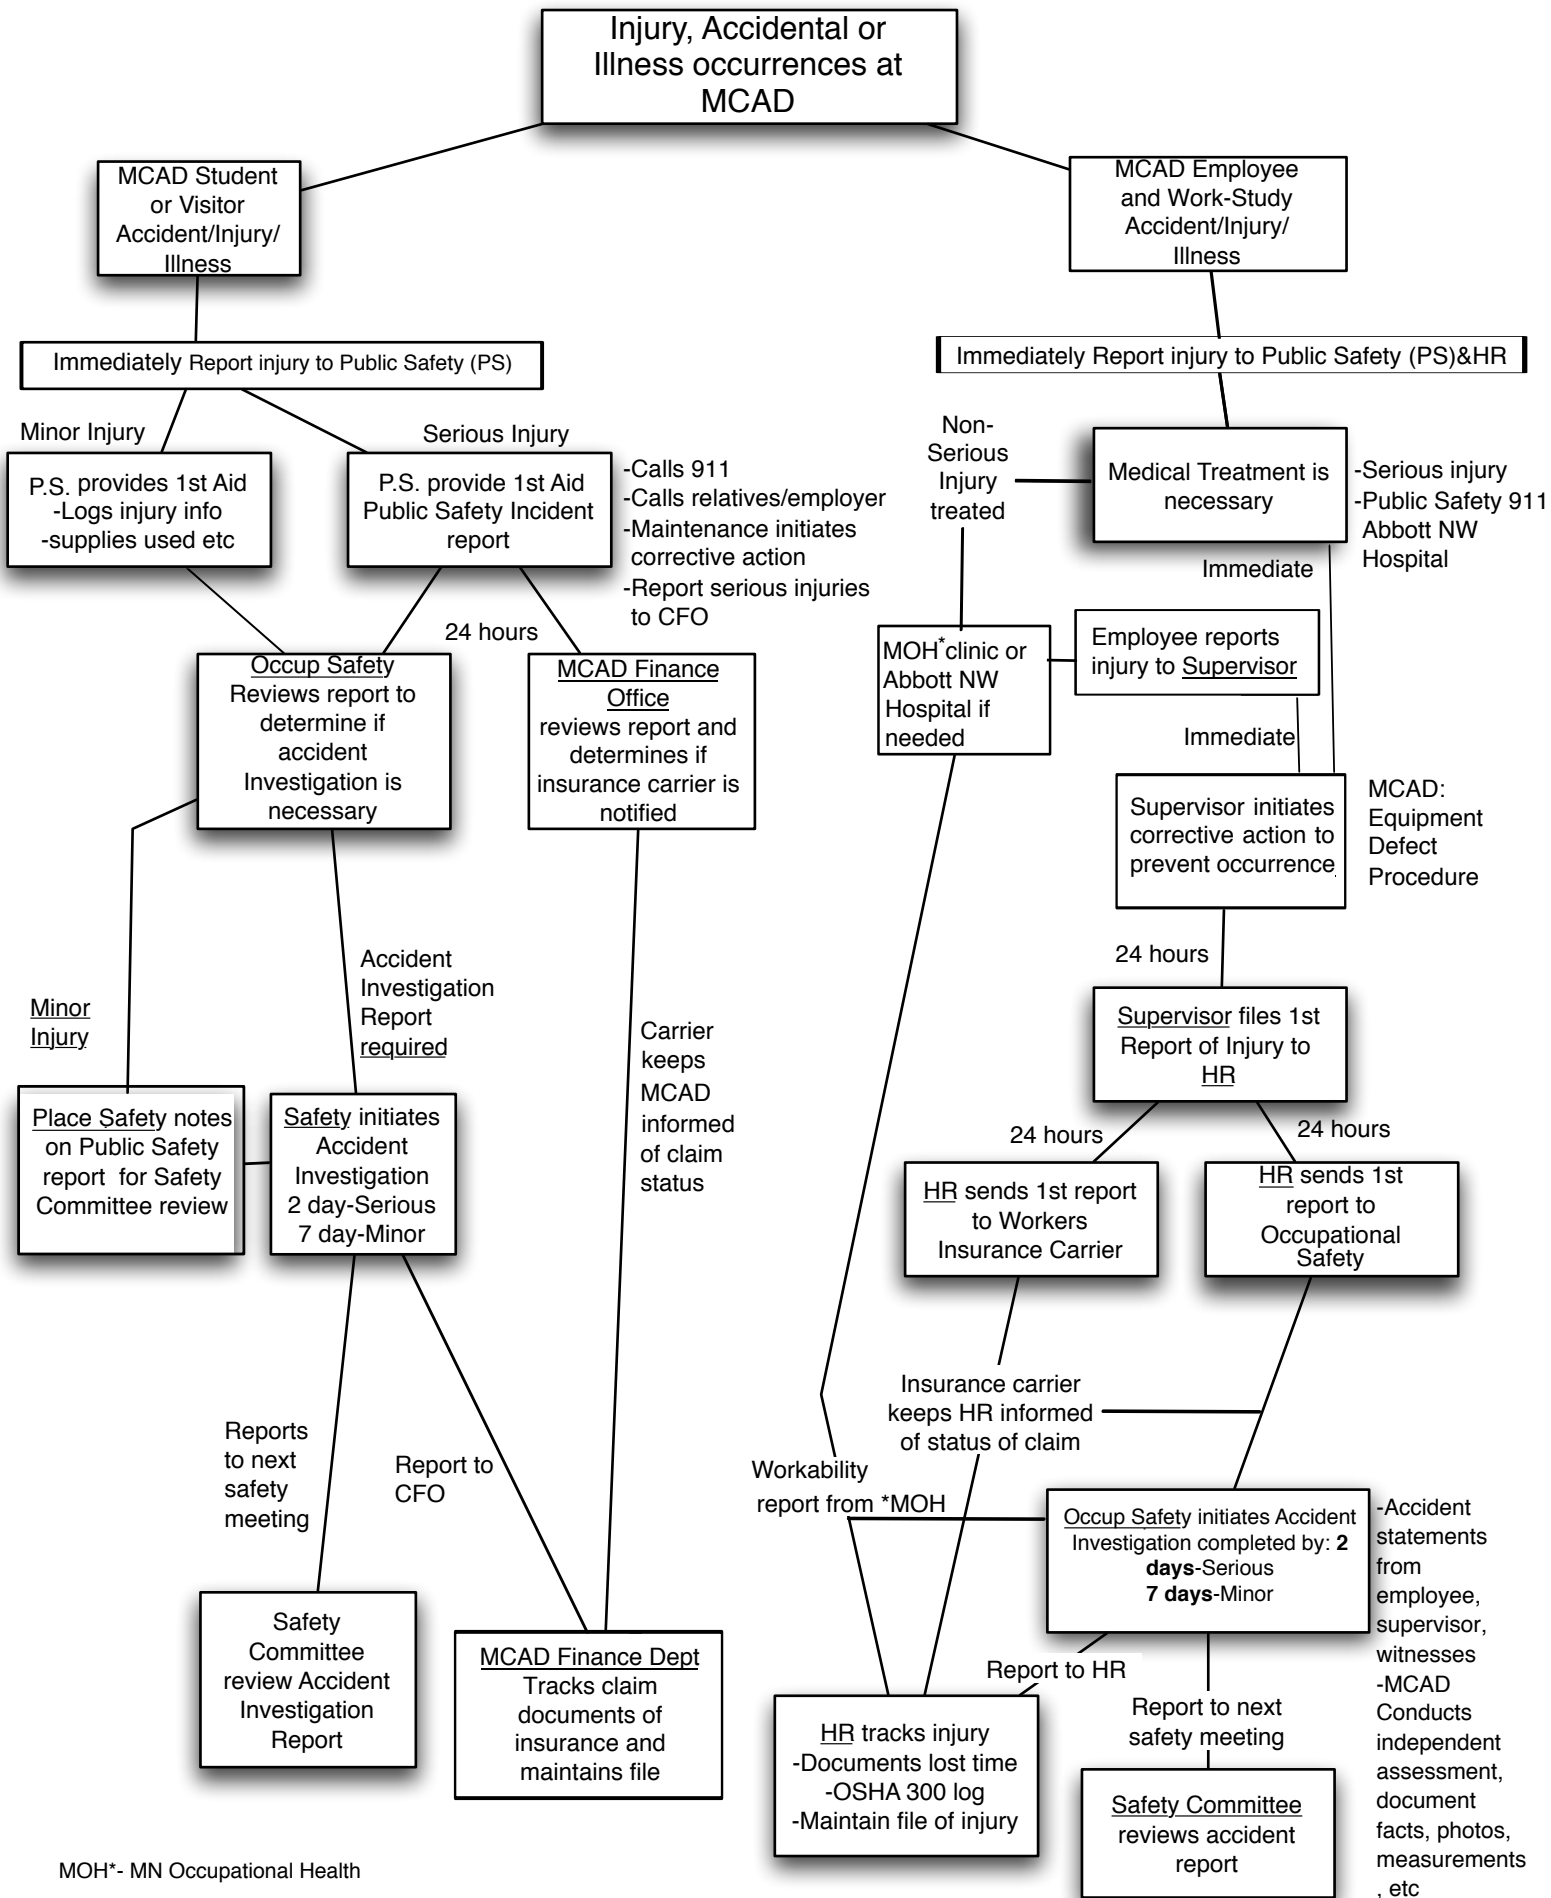 Injury, Accidental or
Illness occurrences at
MCAD
MCAD Student
or Visitor
Accident/Injury/
Illness
MCAD Employee
and Work-Study
Accident/Injury/
Illness
Immediately Report injury to Public Safety (PS)
Immediately Report injury to Public Safety (PS)&HR
Minor Injury
Serious Injury
P.S. provides 1st Aid
-Logs injury info
-supplies used etc
P.S. provide 1st Aid
Public Safety Incident
report
-Calls 911
-Calls relatives/employer
-Maintenance initiates
corrective action
-Report serious injuries
to CFO
Non-
Serious
Injury
treated
Medical Treatment is
necessary
-Serious injury
-Public Safety 911
Abbott NW
Hospital
Immediate
24 hours
Occup Safety
Reviews report to
determine if
accident
Investigation is
necessary
MCAD Finance
Office
reviews report and
determines if
insurance carrier is
notified
MOH*clinic or
Abbott NW
Hospital if
needed
Employee reports
injury to Supervisor
Immediate
Supervisor initiates
corrective action to
prevent occurrence.
MCAD:
Equipment
Defect
Procedure
24 hours
Supervisor files 1st
Report of Injury to
HR
Minor
Injury
Accident
Investigation
Report
required
Carrier
keeps
MCAD
informed
of claim
status
Place Safety notes
on Public Safety
report for Safety
Committee review
Safety initiates
Accident
Investigation
2 day-Serious
7 day-Minor
24 hours
24 hours
HR sends 1st report
to Workers
Insurance Carrier
HR sends 1st
report to
Occupational
Safety
Insurance carrier
keeps HR informed
of status of claim
Reports
to next
safety
meeting
Report to
CFO
Workability
report from *MOH
Occup Safety initiates Accident
Investigation completed by: 2
days-Serious
7 days-Minor
-Accident
statements
from
employee,
supervisor,
witnesses
-MCAD
Conducts
independent
assessment,
document
facts, photos,
measurements
, etc
Safety
Committee
review Accident
Investigation
Report
MCAD Finance Dept
Tracks claim
documents of
insurance and
maintains file
Report to HR
Report to next
safety meeting
HR tracks injury
-Documents lost time
-OSHA 300 log
-Maintain file of injury
Safety Committee
reviews accident
report
MOH*- MN Occupational Health